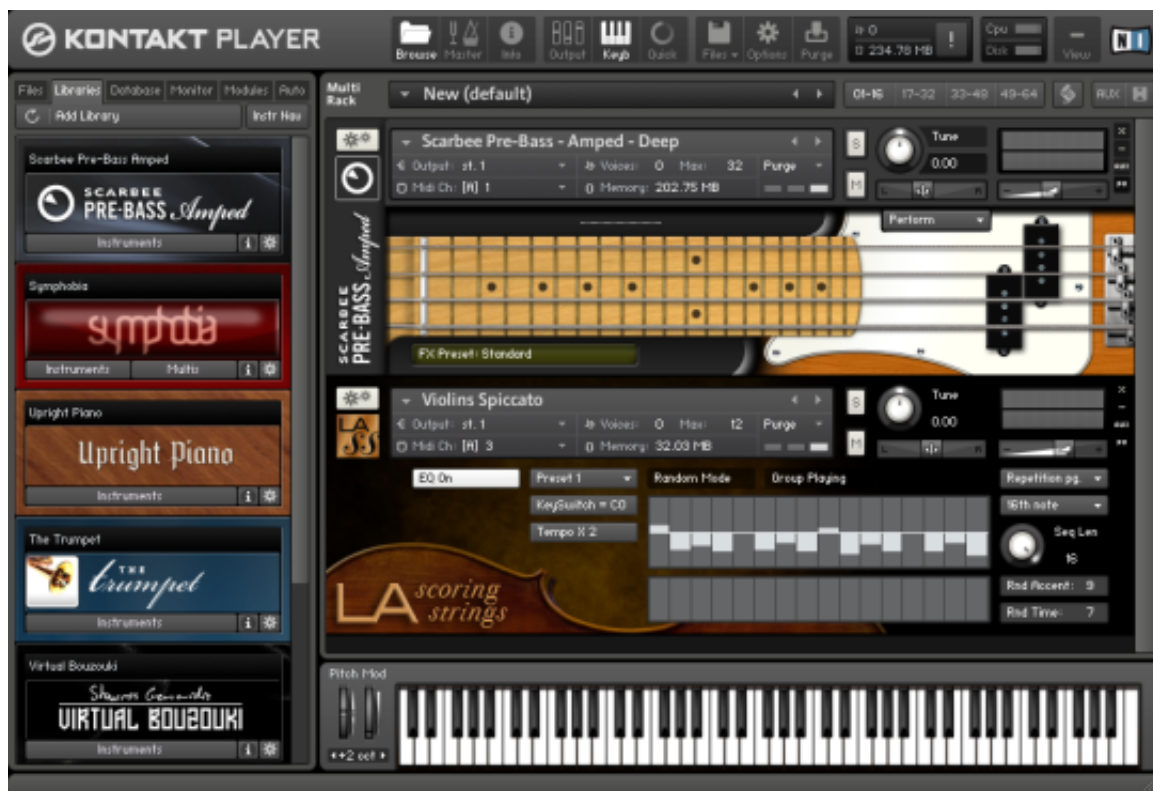 KONTAKT PLAYER
Browse Master Info Output Keyb Quick Files Options Purge
0
234.78 MB
Cpu
Disk
View
NI
Files Libraries Database Monitor Modules Auto
Add Library Instr Nav
Scarbee Pre-Bass Amped
SCARBEE
PRE-BASS Amped
Instruments
Symphobia
symphobia
Instruments Multis
Upright Piano
Upright Piano
Instruments
The Trumpet
THE
trumpet
Instruments
Virtual Bouzouki
VIRTUAL BOUZOUKI
Instruments
Multi
Rack
New (default)
01-16 17-32 33-48 49-64 AUX
Scarbee Pre-Bass - Amped - Deep
Output: st. 1 Voices: 0 Max: 32 Purge
Midi Ch: [A] 1 Memory: 202.75 MB
S
M
Tune
0.00
L R
SCARBEE
PRE-BASS Amped
Perform
FX Preset: Standard
Violins Spiccato
Output: st. 1 Voices: 0 Max: 12 Purge
Midi Ch: [A] 3 Memory: 32.03 MB
S
M
Tune
0.00
LA
SS
EQ On Preset 1 Random Mode Group Playing Repetition pg.
KeySwitch = C0 16th note
Tempo X 2 Seq Len
16
Rnd Accent: 9
Rnd Time: 7
LA scoring
strings
Pitch Mod
+2 oct